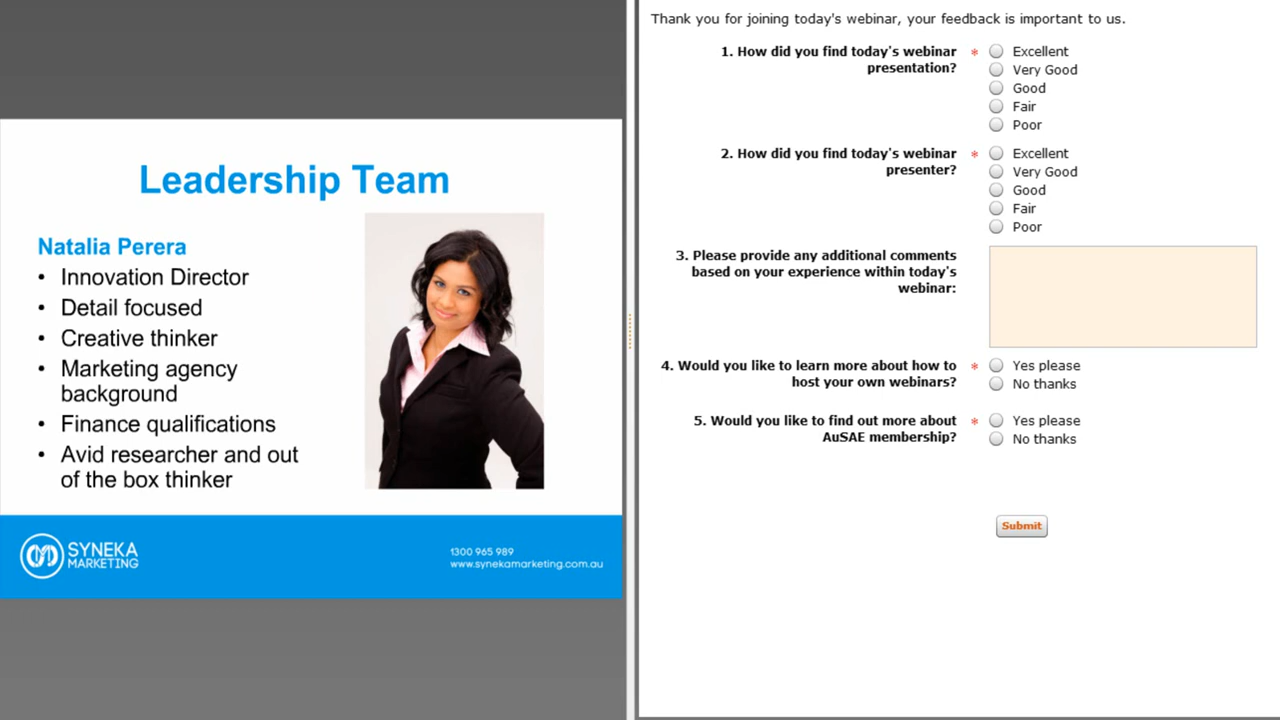 Leadership Team
Natalia Perera
• Innovation Director
• Detail focused
• Creative thinker
• Marketing agency
background
• Finance qualifications
• Avid researcher and out
of the box thinker
SYNEKA
MARKETING
1300 965 989
www.synekamarketing.com.au
Thank you for joining today's webinar, your feedback is important to us.
1. How did you find today's webinar
presentation?
* Excellent
Very Good
Good
Fair
Poor
2. How did you find today's webinar
presenter?
* Excellent
Very Good
Good
Fair
Poor
3. Please provide any additional comments
based on your experience within today's
webinar:
4. Would you like to learn more about how to
host your own webinars?
* Yes please
No thanks
5. Would you like to find out more about
AuSAE membership?
* Yes please
No thanks
Submit